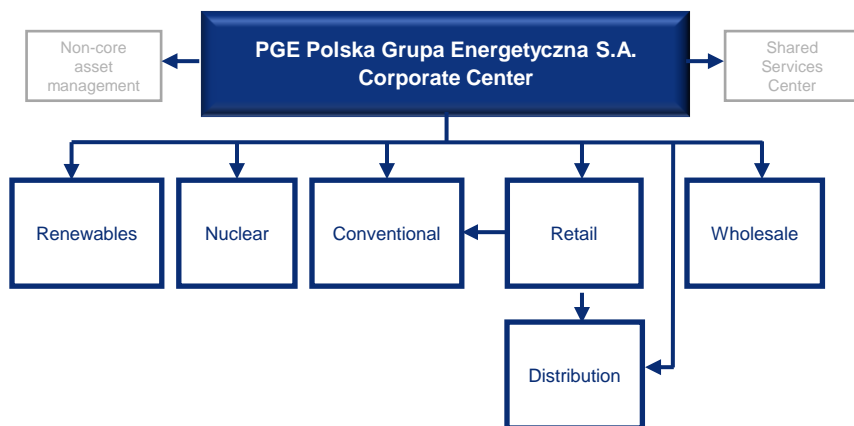 Non-core
asset
management
PGE Polska Grupa Energetyczna S.A.
Corporate Center
Shared
Services
Center
Renewables
Nuclear
Conventional
Retail
Wholesale
Distribution